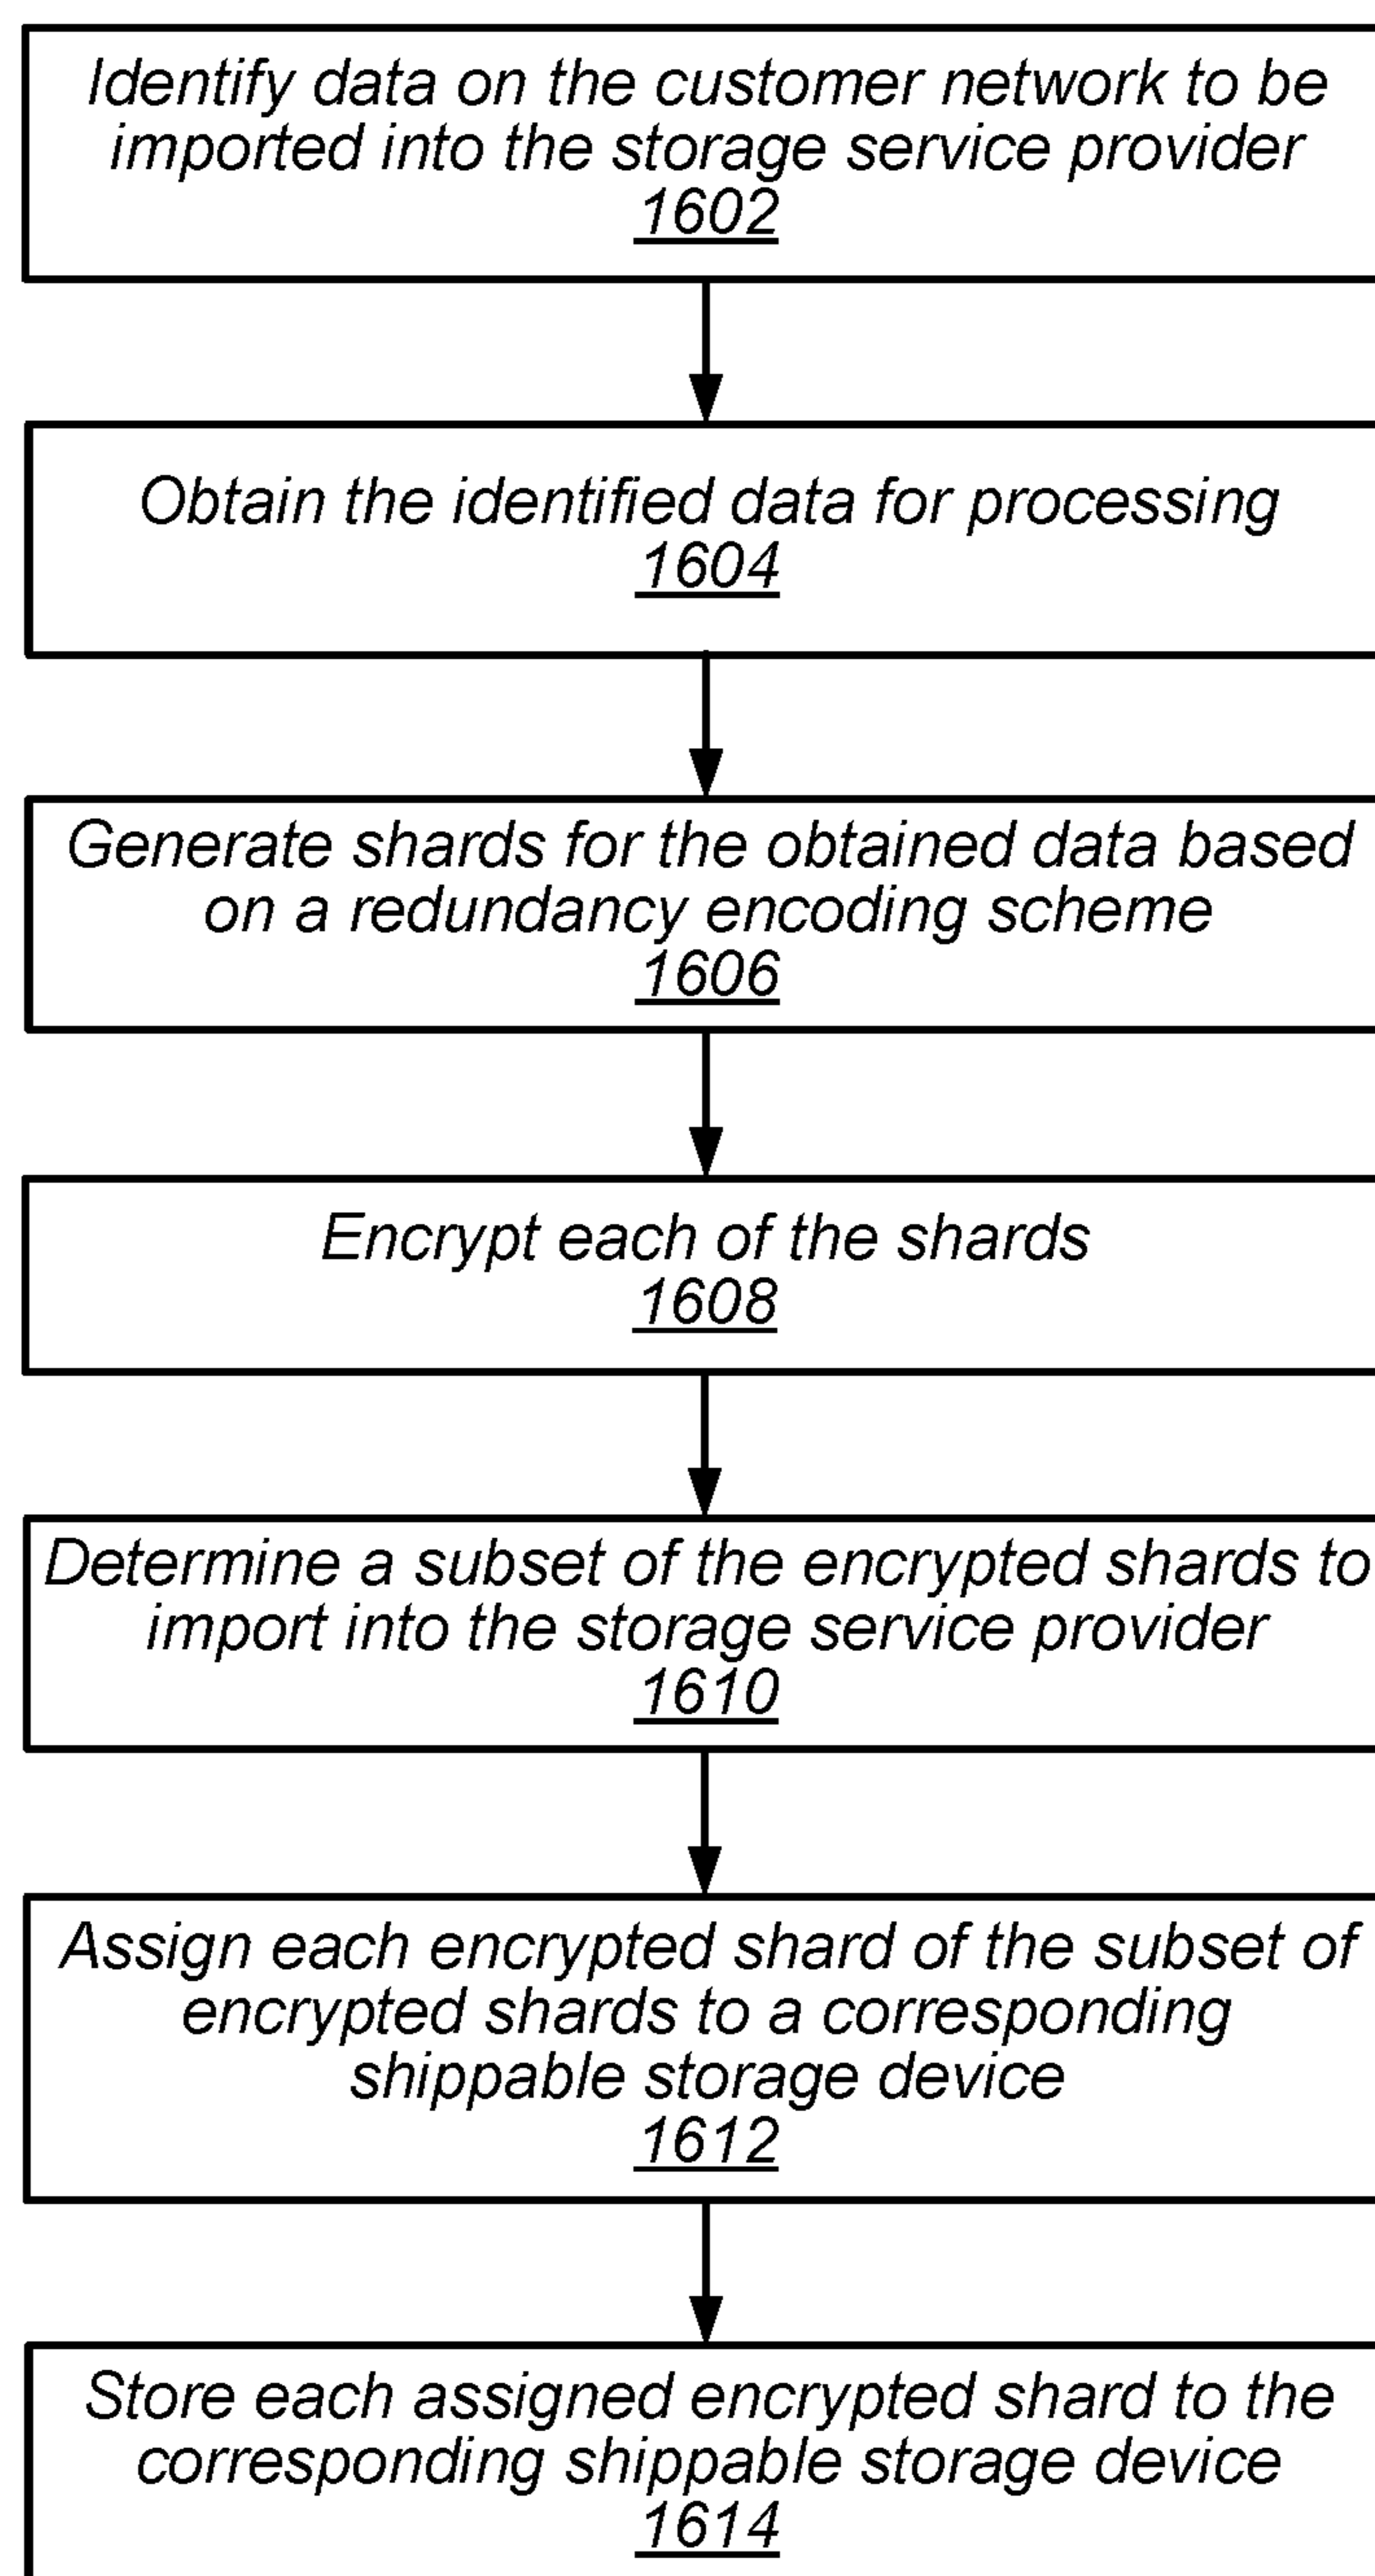 Identify data on the customer network to be
imported into the storage service provider
1602
Obtain the identified data for processing
1604
Generate shards for the obtained data based
on a redundancy encoding scheme
1606
Encrypt each of the shards
1608
Determine a subset of the encrypted shards to
import into the storage service provider
1610
Assign each encrypted shard of the subset of
encrypted shards to a corresponding
shippable storage device
1612
Store each assigned encrypted shard to the
corresponding shippable storage device
1614